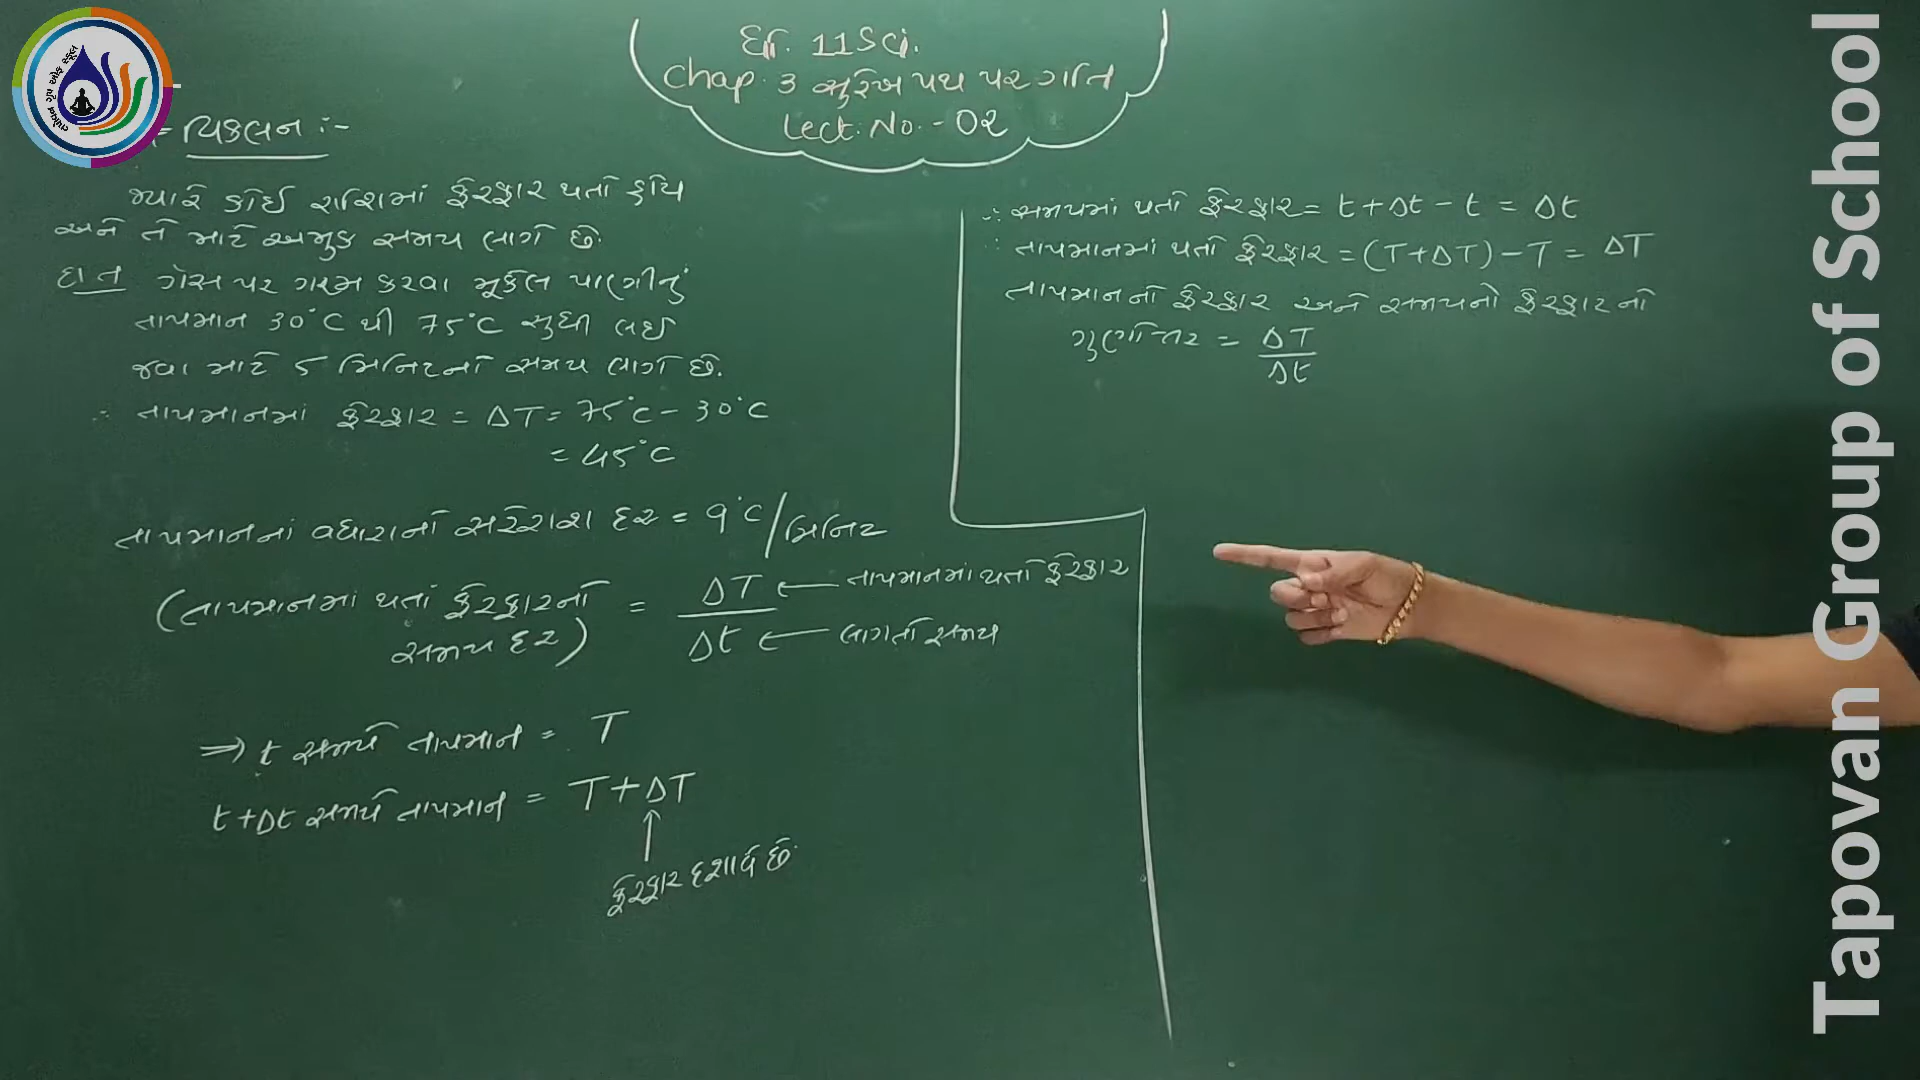 ધો. 11 Sci.
Chap. 3 સુરેખ પથ પર ગતિ
Lect. No. - 02
વિકલન :-
જ્યારે કોઈ રાશિમાં ફેરફાર થતો હોય
અને તે માટે અમુક સમય લાગે છે.
દા.ત ગેસ પર ગરમ કરવા મૂકેલ પાણીનું
તાપમાન 30°C થી 75°C સુધી લઈ
જવા માટે 5 મિનિટનો સમય લાગે છે.
∴ તાપમાનમાં ફેરફાર = ΔT = 75°C - 30°C
= 45°C
તાપમાનનાં વધારાનો સરેરાશ દર = 9°C/મિનિટ
(તાપમાનમાં થતાં ફેરફારનો = ΔT ← તાપમાનમાં થતો ફેરફાર
સમય દર) Δt ← લાગતો સમય
⇒ t સમયે તાપમાન = T
t+Δt સમયે તાપમાન = T+ΔT
↑
ફેરફાર દર્શાવે છે.
∴ સમયમાં થતો ફેરફાર = t+Δt-t = Δt
∴ તાપમાનમાં થતો ફેરફાર = (T+ΔT)-T = ΔT
તાપમાનનો ફેરફાર અને સમયનો ફેરફારનો
ગુણોત્તર = ΔT
Δt
તપોવન ગ્રુપ ઓફ સ્કૂલ
Tapovan Group of School